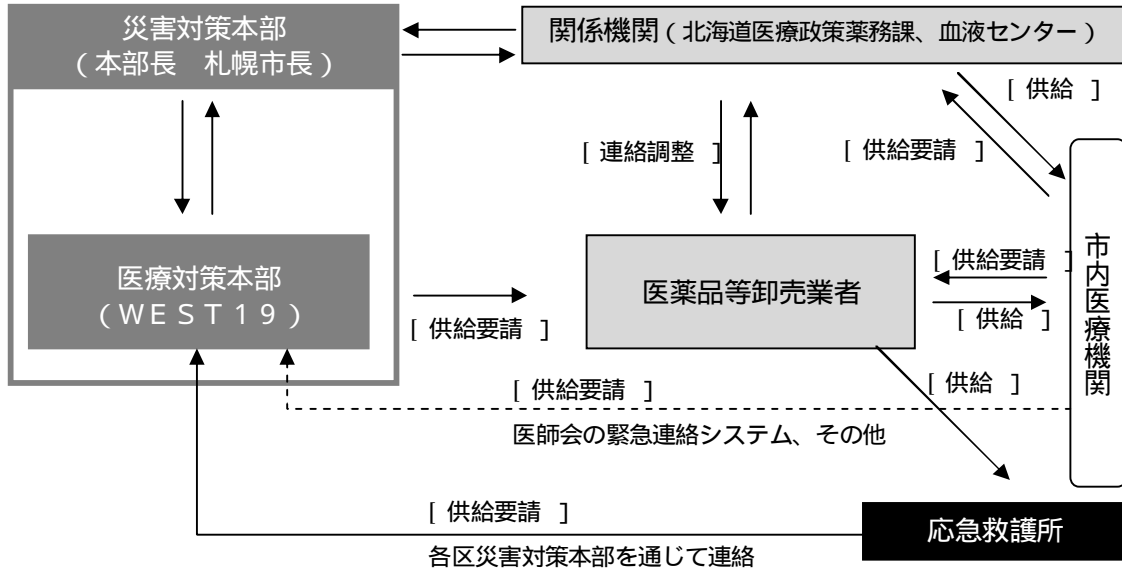 災害対策本部
（本部長　札幌市長）
関係機関（北海道医療政策薬務課、血液センター）
［ 供給 ］
［ 連絡調整 ］
［ 供給要請 ］
医療対策本部
（ＷＥＳＴ１９）
医薬品等卸売業者
［ 供給要請 ］
市内医療機関
［ 供給要請 ］
［ 供給 ］
［ 供給要請 ］
［ 供給 ］
医師会の緊急連絡システム、その他
［ 供給要請 ］
応急救護所
各区災害対策本部を通じて連絡